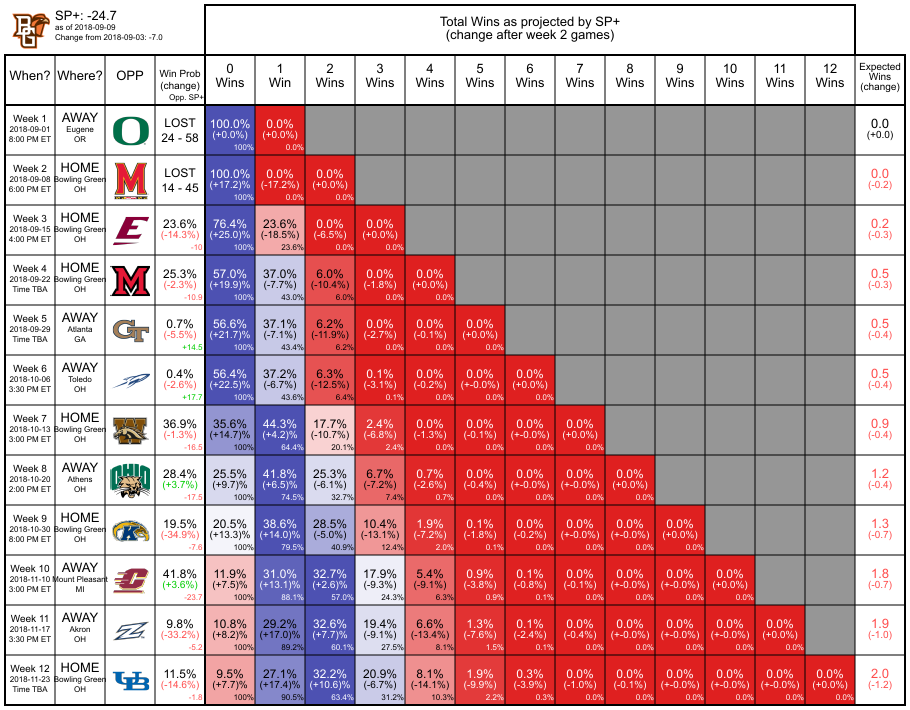 SP+: -24.7
as of 2018-09-09
Change from 2018-09-03: -7.0
Total Wins as projected by SP+
(change after week 2 games)
When? Where? OPP Win Prob (change) Opp. SP+ 0 Wins 1 Win 2 Wins 3 Wins 4 Wins 5 Wins 6 Wins 7 Wins 8 Wins 9 Wins 10 Wins 11 Wins 12 Wins Expected Wins (change)
Week 1 AWAY LOST 100.0% 0.0% 0.0
2018-09-01 Eugene 24 - 58 (+0.0%) (+0.0%) (+0.0)
8:00 PM ET OR 100% 0.0%
Week 2 HOME LOST 100.0% 0.0% 0.0% 0.0
2018-09-08 Bowling Green 14 - 45 (+17.2%) (-17.2%) (+0.0%) (-0.2)
6:00 PM ET OH 100% 0.0% 0.0%
Week 3 HOME 23.6% 76.4% 23.6% 0.0% 0.0% 0.2
2018-09-15 Bowling Green (-14.3%) (+25.0%) (-18.5%) (-6.5%) (+0.0%) (-0.3)
4:00 PM ET OH -10 100% 23.6% 0.0% 0.0%
Week 4 HOME 25.3% 57.0% 37.0% 6.0% 0.0% 0.0% 0.5
2018-09-22 Bowling Green (-2.3%) (+19.9%) (-7.7%) (-10.4%) (-1.8%) (+0.0%) (-0.3)
Time TBA OH -10.9 100% 43.0% 6.0% 0.0% 0.0%
Week 5 AWAY 0.7% 56.6% 37.1% 6.2% 0.0% 0.0% 0.0% 0.5
2018-09-29 Atlanta (-5.5%) (+21.7%) (-7.1%) (-11.9%) (-2.7%) (-0.1%) (+0.0%) (-0.4)
Time TBA GA +14.5 100% 43.4% 6.2% 0.0% 0.0% 0.0%
Week 6 AWAY 0.4% 56.4% 37.2% 6.3% 0.1% 0.0% 0.0% 0.0% 0.5
2018-10-06 Toledo (-2.6%) (+22.5%) (-6.7%) (-12.5%) (-3.1%) (-0.2%) (+-0.0%) (+0.0%) (-0.4)
3:30 PM ET OH +17.7 100% 43.6% 6.4% 0.1% 0.0% 0.0% 0.0%
Week 7 HOME 36.9% 35.6% 44.3% 17.7% 2.4% 0.0% 0.0% 0.0% 0.0% 0.9
2018-10-13 Bowling Green (-1.3%) (+14.7%) (+4.2%) (-10.7%) (-6.8%) (-1.3%) (-0.1%) (+-0.0%) (+0.0%) (-0.4)
3:00 PM ET OH -16.5 100% 64.4% 20.1% 2.4% 0.0% 0.0% 0.0% 0.0%
Week 8 AWAY 28.4% 25.5% 41.8% 25.3% 6.7% 0.7% 0.0% 0.0% 0.0% 0.0% 1.2
2018-10-20 Athens (+3.7%) (+9.7%) (+6.5%) (-6.1%) (-7.2%) (-2.6%) (-0.4%) (+-0.0%) (+-0.0%) (+0.0%) (-0.4)
2:00 PM ET OH -17.5 100% 74.5% 32.7% 7.4% 0.7% 0.0% 0.0% 0.0% 0.0%
Week 9 HOME 19.5% 20.5% 38.6% 28.5% 10.4% 1.9% 0.1% 0.0% 0.0% 0.0% 0.0% 1.3
2018-10-30 Bowling Green (-34.9%) (+13.3%) (+14.0%) (-5.0%) (-13.1%) (-7.2%) (-1.8%) (-0.2%) (+-0.0%) (+-0.0%) (+0.0%) (-0.7)
8:00 PM ET OH -7.6 100% 79.5% 40.9% 12.4% 2.0% 0.1% 0.0% 0.0% 0.0% 0.0%
Week 10 AWAY 41.8% 11.9% 31.0% 32.7% 17.9% 5.4% 0.9% 0.1% 0.0% 0.0% 0.0% 0.0% 1.8
2018-11-10 Mount Pleasant (+3.6%) (+7.5%) (+13.1%) (+2.6%) (-9.3%) (-9.1%) (-3.8%) (-0.8%) (-0.1%) (+-0.0%) (+-0.0%) (+0.0%) (-0.7)
3:00 PM ET MI -23.7 100% 88.1% 57.0% 24.3% 6.3% 0.9% 0.1% 0.0% 0.0% 0.0% 0.0%
Week 11 AWAY 9.8% 10.8% 29.2% 32.6% 19.4% 6.6% 1.3% 0.1% 0.0% 0.0% 0.0% 0.0% 0.0% 1.9
2018-11-17 Akron (-33.2%) (+8.2%) (+17.0%) (+7.7%) (-9.1%) (-13.4%) (-7.6%) (-2.4%) (-0.4%) (+-0.0%) (+-0.0%) (+-0.0%) (+0.0%) (-1.0)
3:30 PM ET OH -5.2 100% 89.2% 60.1% 27.5% 8.1% 1.5% 0.1% 0.0% 0.0% 0.0% 0.0% 0.0%
Week 12 HOME 11.5% 9.5% 27.1% 32.2% 20.9% 8.1% 1.9% 0.3% 0.0% 0.0% 0.0% 0.0% 0.0% 0.0% 2.0
2018-11-23 Bowling Green (-14.6%) (+7.7%) (+17.4%) (+10.6%) (-6.7%) (-14.1%) (-9.9%) (-3.9%) (-1.0%) (-0.1%) (+-0.0%) (+-0.0%) (+-0.0%) (+0.0%) (-1.2)
Time TBA OH -1.8 100% 90.5% 63.4% 31.2% 10.3% 2.2% 0.3% 0.0% 0.0% 0.0% 0.0% 0.0% 0.0%